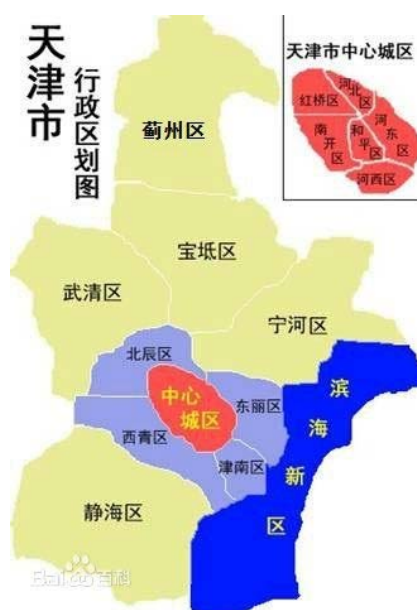 天津市
行政区划图
天津市中心城区
红桥区
河北区
河东区
南开区
和平区
河西区
蓟州区
宝坻区
武清区
宁河区
北辰区
中心
城区
东丽区
西青区
津南区
滨海新区
静海区
Baidu百科